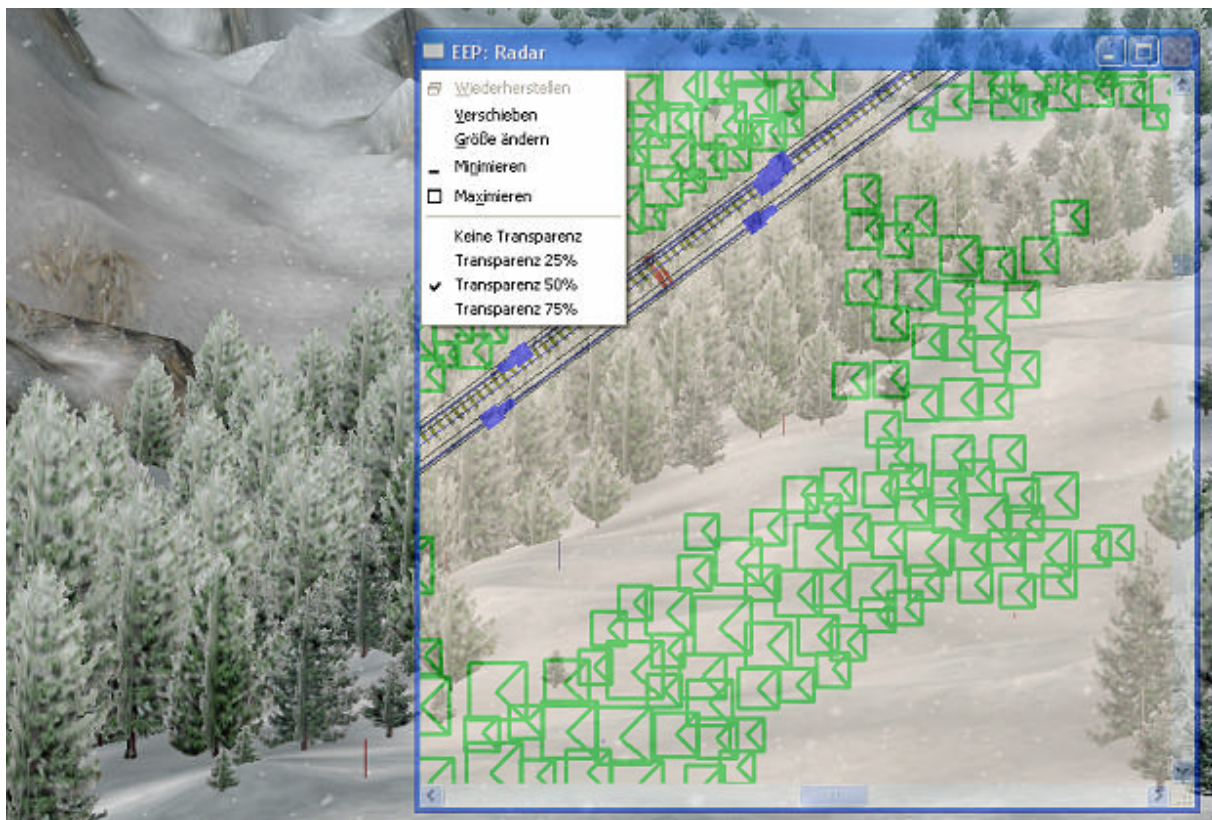 EEP: Radar
Wiederherstellen
Verschieben
Größe ändern
Minimieren
Maximieren
Keine Transparenz
Transparenz 25%
Transparenz 50%
Transparenz 75%